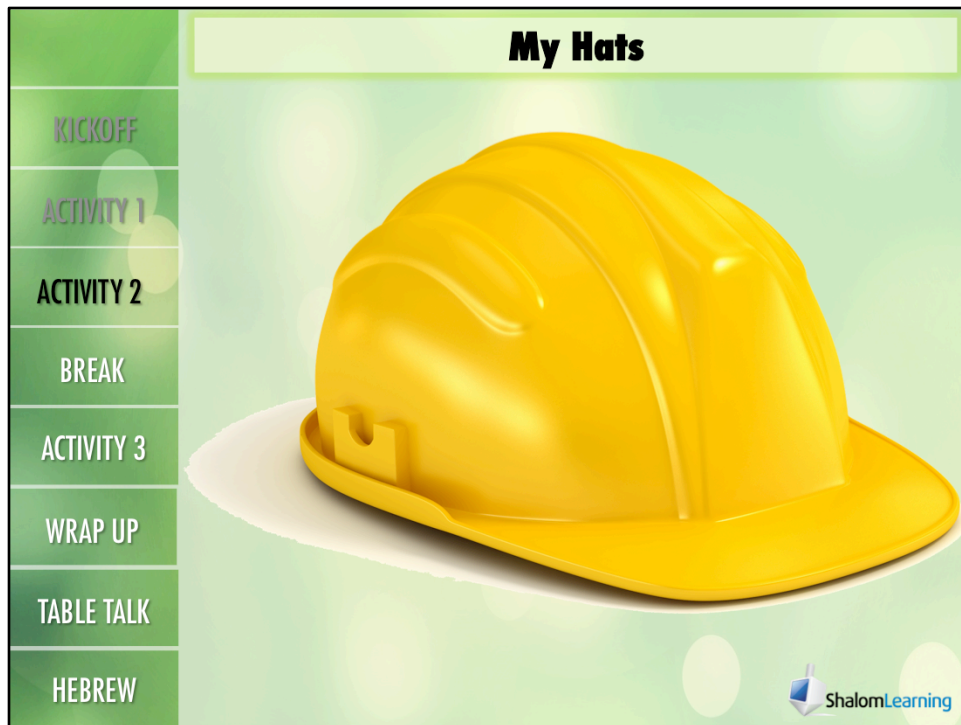 My Hats
KICKOFF
ACTIVITY 1
ACTIVITY 2
BREAK
ACTIVITY 3
WRAP UP
TABLE TALK
HEBREW
ShalomLearning